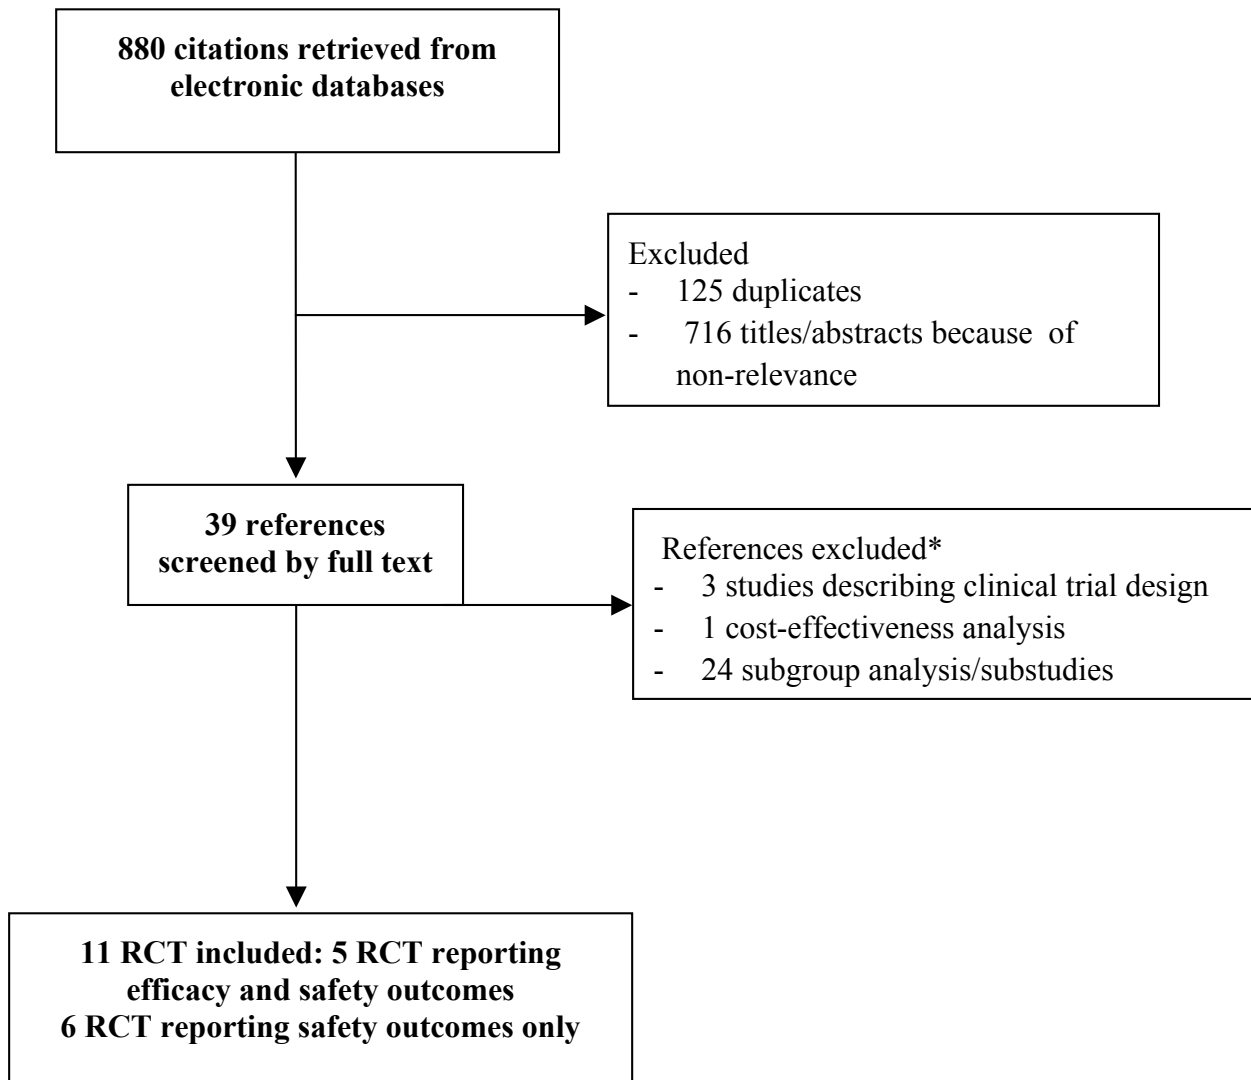 880 citations retrieved from
electronic databases
Excluded
- 125 duplicates
- 716 titles/abstracts because of
non-relevance
39 references
screened by full text
References excluded*
- 3 studies describing clinical trial design
- 1 cost-effectiveness analysis
- 24 subgroup analysis/substudies
11 RCT included: 5 RCT reporting
efficacy and safety outcomes
6 RCT reporting safety outcomes only